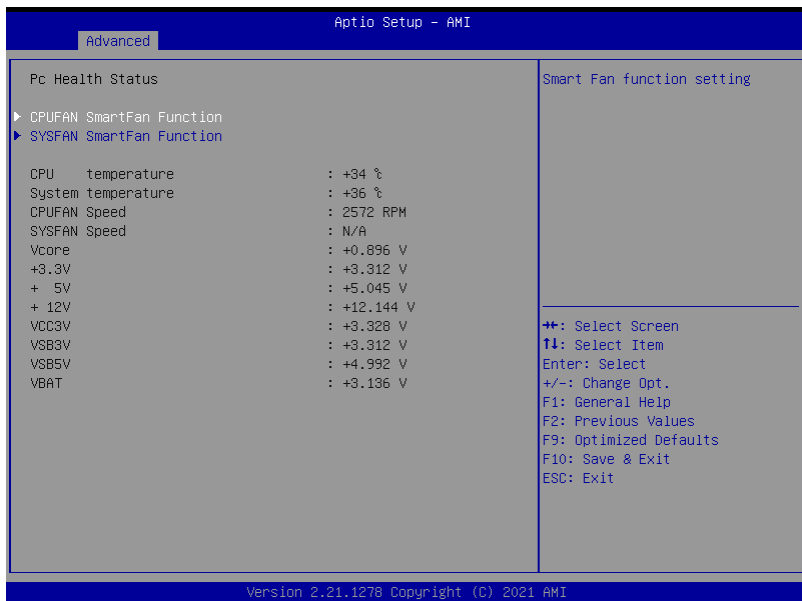 Aptio Setup – AMI
Advanced
Pc Health Status
CPUFAN SmartFan Function
SYSFAN SmartFan Function
CPU temperature : +34 ℃
System temperature : +36 ℃
CPUFAN Speed : 2572 RPM
SYSFAN Speed : N/A
Vcore : +0.896 V
+3.3V : +3.312 V
+ 5V : +5.045 V
+ 12V : +12.144 V
VCC3V : +3.328 V
VSB3V : +3.312 V
VSB5V : +4.992 V
VBAT : +3.136 V
Smart Fan function setting
→←: Select Screen
↑↓: Select Item
Enter: Select
+/-: Change Opt.
F1: General Help
F2: Previous Values
F9: Optimized Defaults
F10: Save & Exit
ESC: Exit
Version 2.21.1278 Copyright (C) 2021 AMI